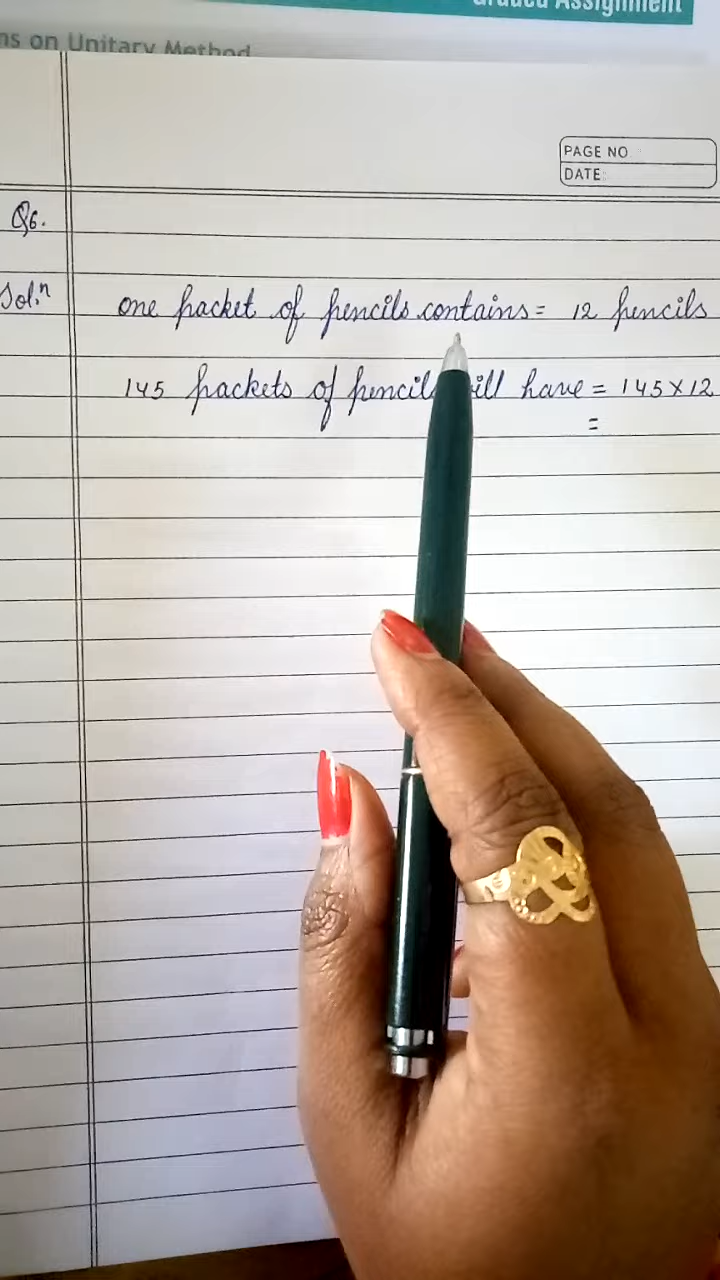 Graded Assignment
ns on Unitary Method
PAGE NO
DATE:
Q6.
Sol.n one packet of pencils contains = 12 pencils
145 packets of pencils will have = 145 × 12
=